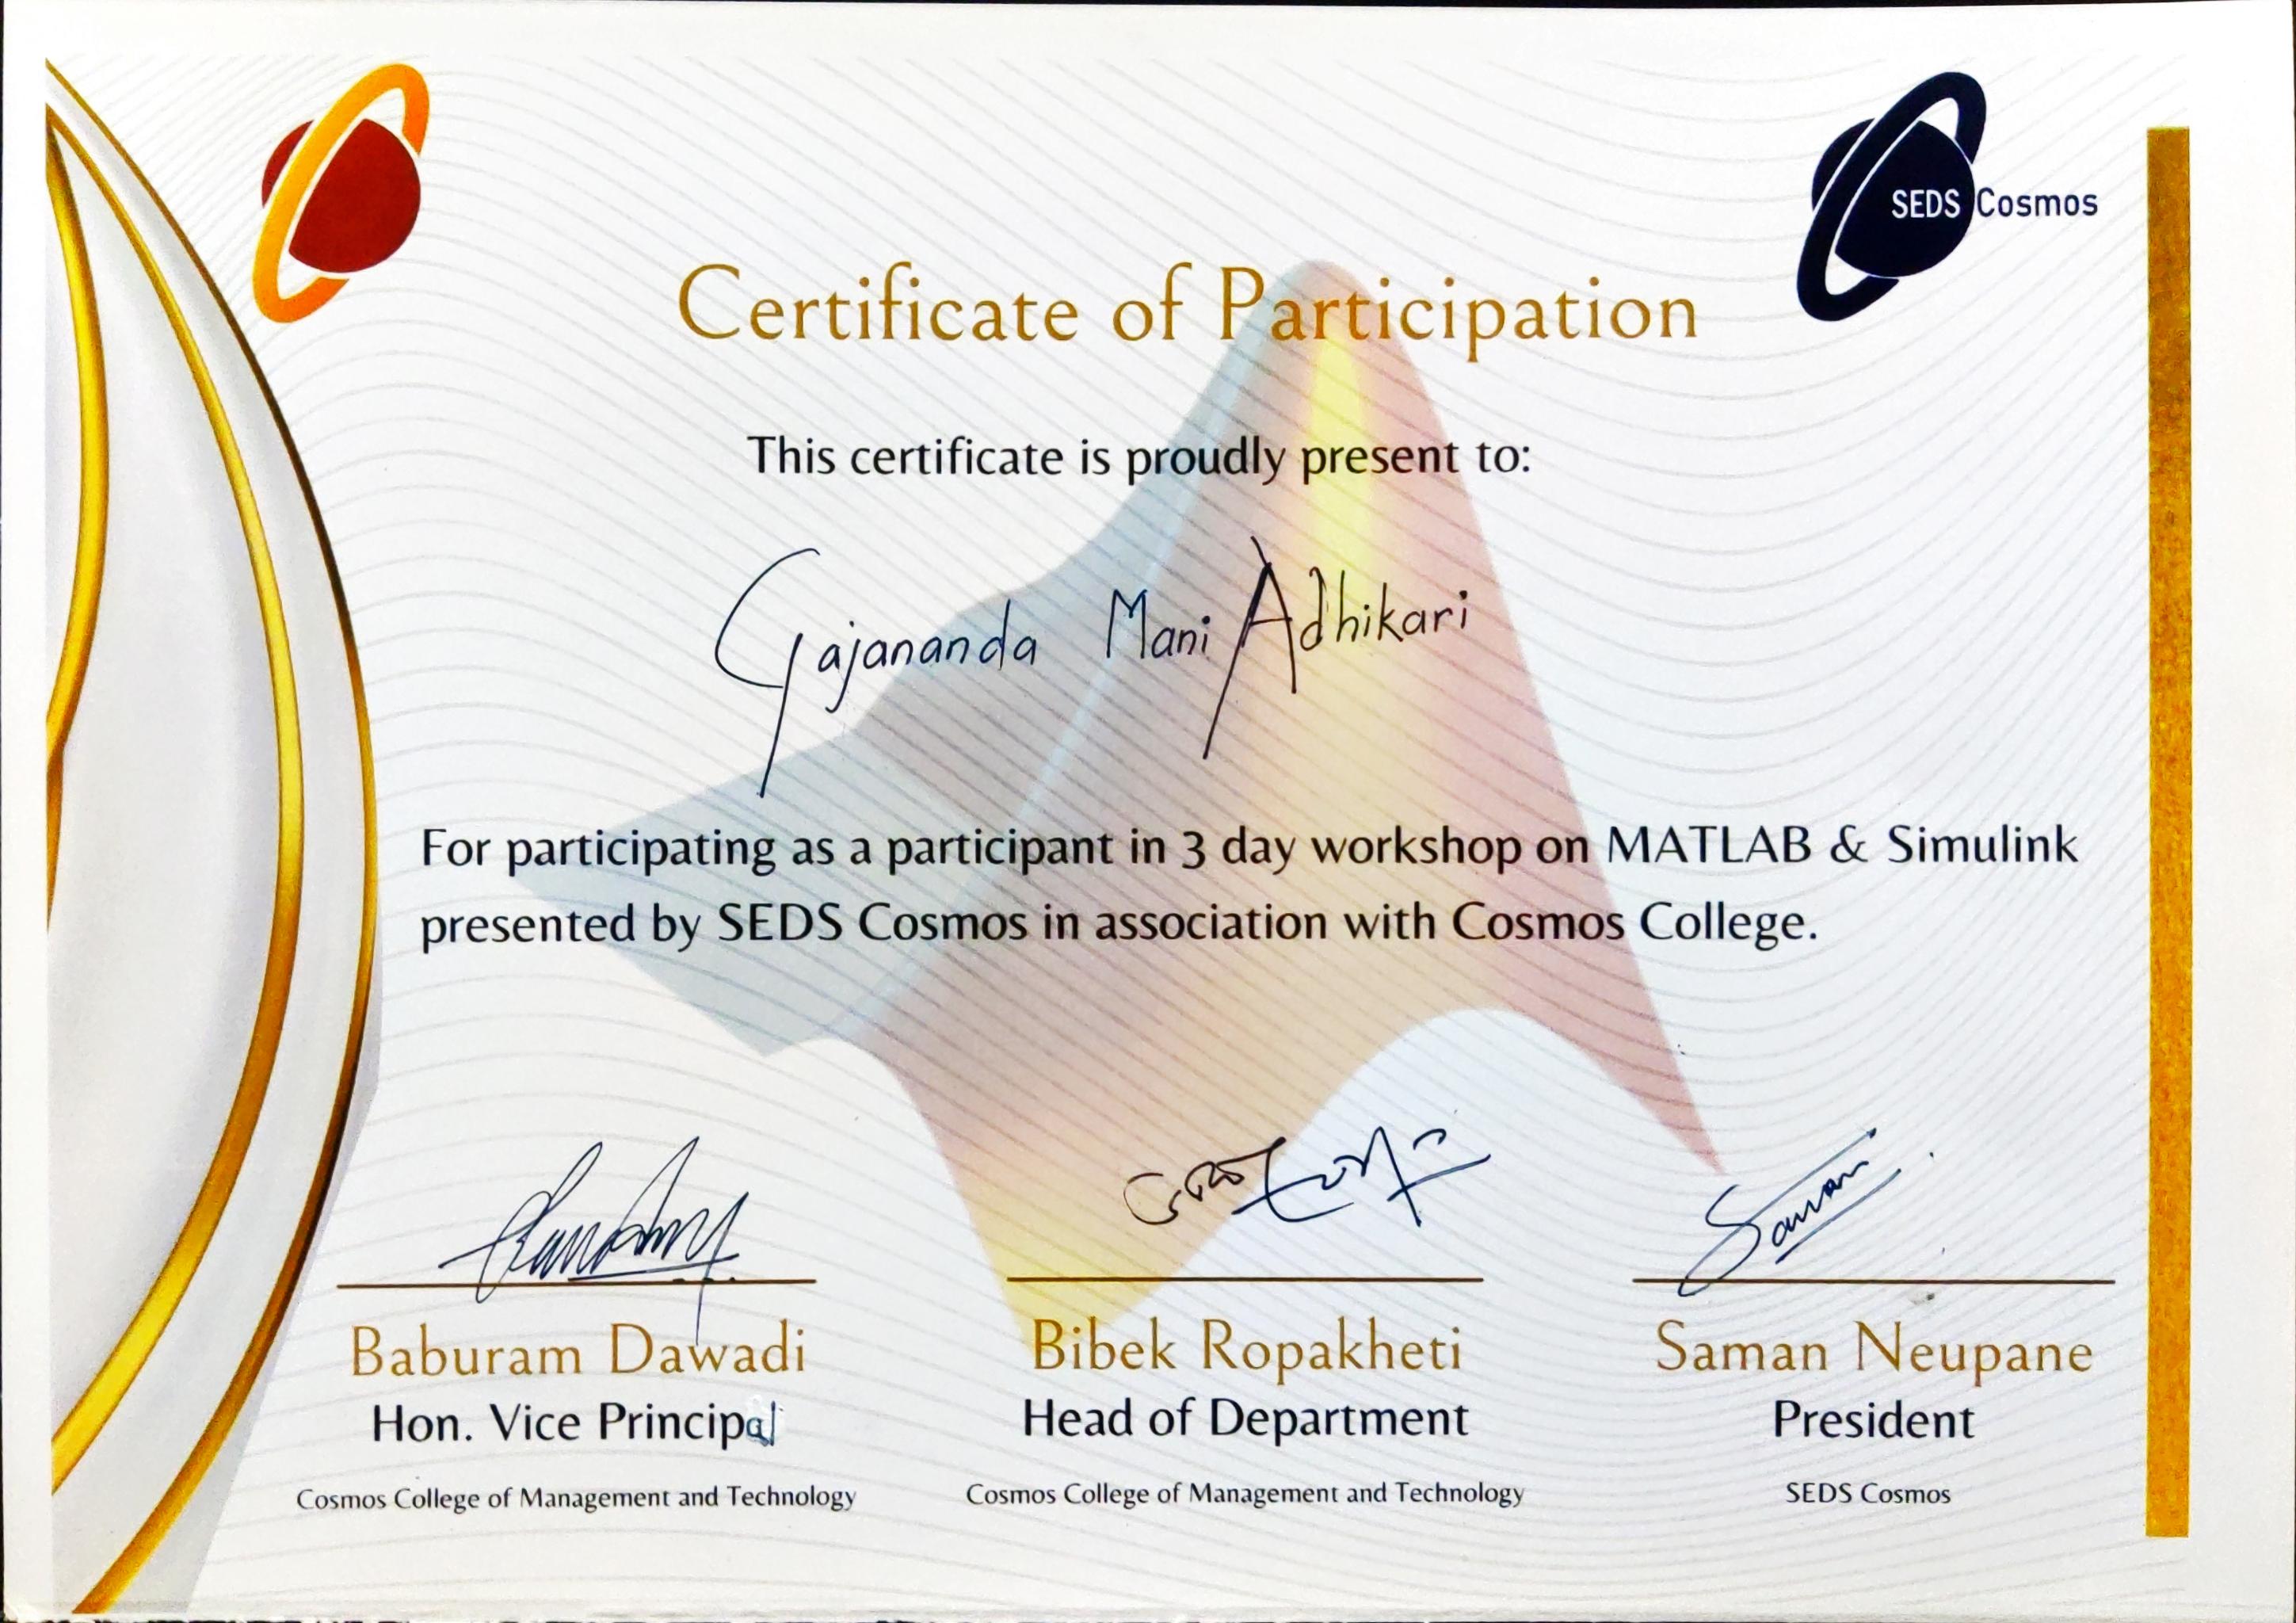 SEDS Cosmos
Certificate of Participation
This certificate is proudly present to:
Gajananda Mani Adhikari
For participating as a participant in 3 day workshop on MATLAB & Simulink
presented by SEDS Cosmos in association with Cosmos College.
Saman
Baburam Dawadi
Hon. Vice Principal
Cosmos College of Management and Technology
Bibek Ropakheti
Head of Department
Cosmos College of Management and Technology
Saman Neupane
President
SEDS Cosmos